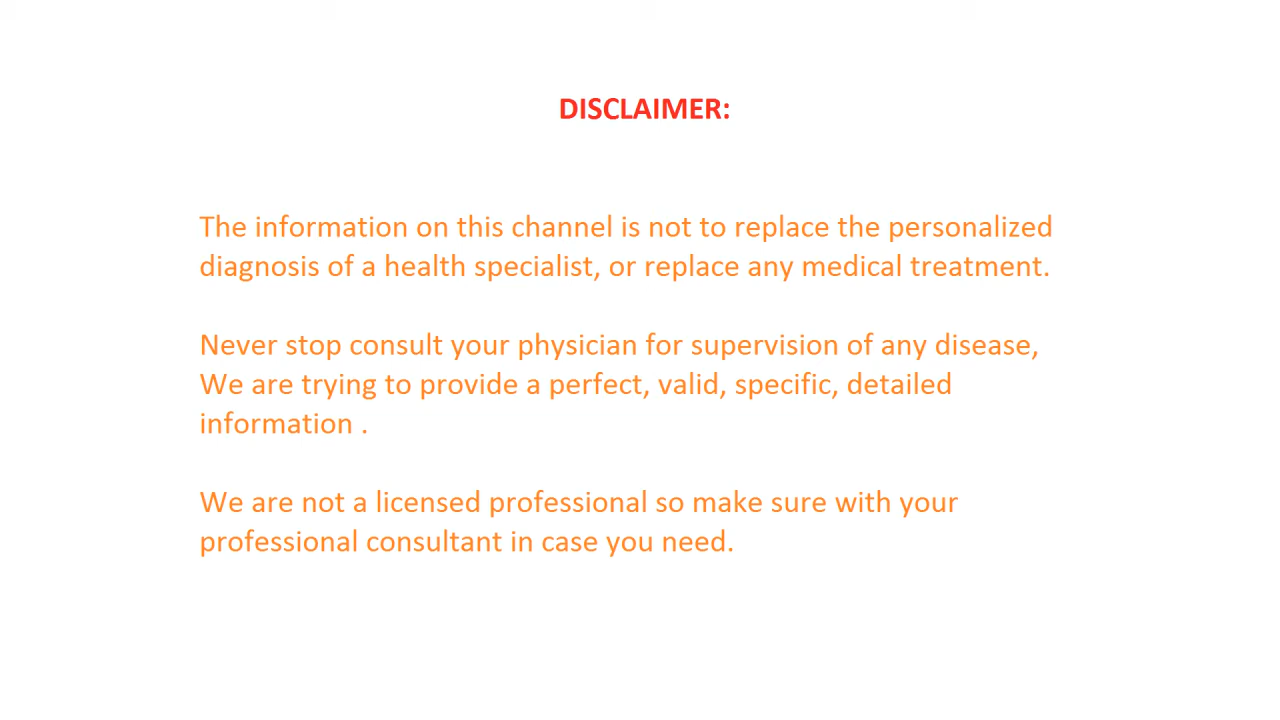 DISCLAIMER:
The information on this channel is not to replace the personalized
diagnosis of a health specialist, or replace any medical treatment.
Never stop consult your physician for supervision of any disease,
We are trying to provide a perfect, valid, specific, detailed
information .
We are not a licensed professional so make sure with your
professional consultant in case you need.